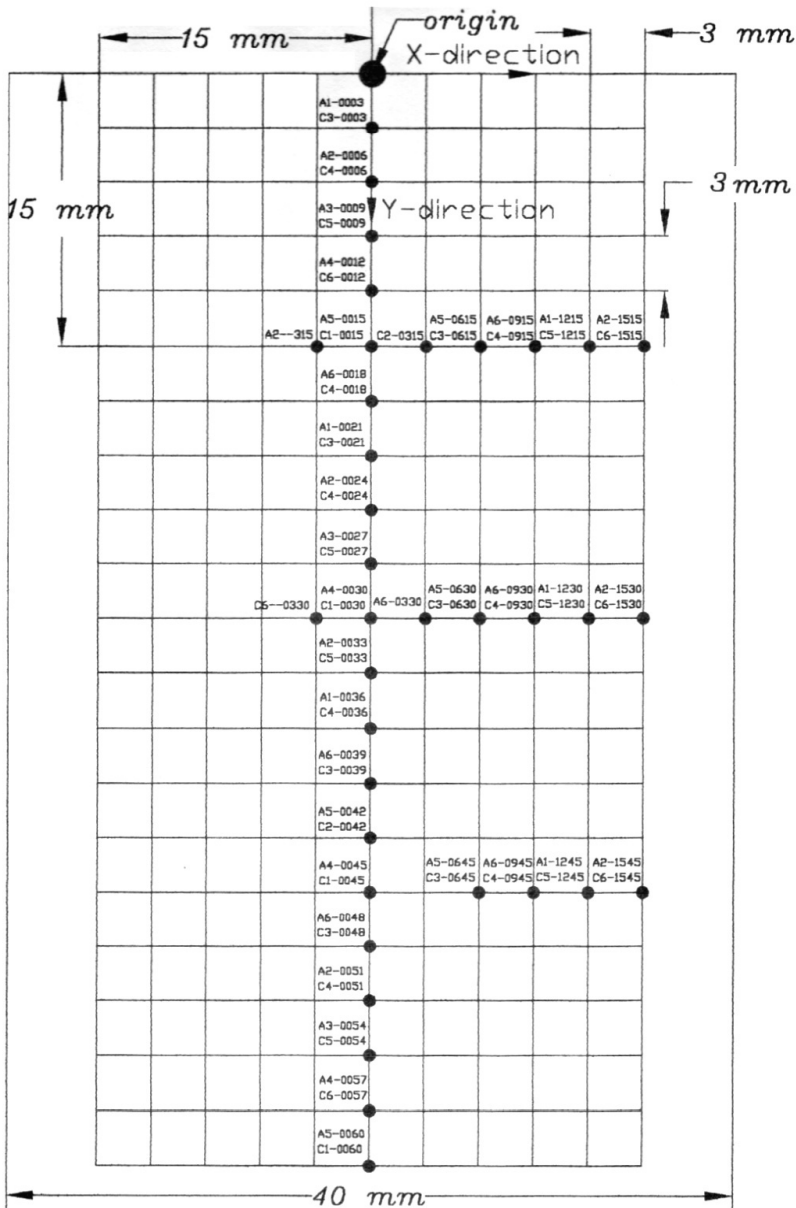 origin
15 mm
3 mm
X-direction
A1-0003
C3-0003
A2-0006
C4-0006
3 mm
15 mm
A3-0009
C5-0009
Y-direction
A4-0012
C6-0012
A5-0015
C1-0015
A2--315
C2-0315
A5-0615
C3-0615
A6-0915
C4-0915
A1-1215
C5-1215
A2-1515
C6-1515
A6-0018
C4-0018
A1-0021
C3-0021
A2-0024
C4-0024
A3-0027
C5-0027
A4-0030
C1-0030
C6--0330
A6-0330
A5-0630
C3-0630
A6-0930
C4-0930
A1-1230
C5-1230
A2-1530
C6-1530
A2-0033
C5-0033
A1-0036
C4-0036
A6-0039
C3-0039
A5-0042
C2-0042
A4-0045
C1-0045
A5-0645
C3-0645
A6-0945
C4-0945
A1-1245
C5-1245
A2-1545
C6-1545
A6-0048
C3-0048
A2-0051
C4-0051
A3-0054
C5-0054
A4-0057
C6-0057
A5-0060
C1-0060
40 mm